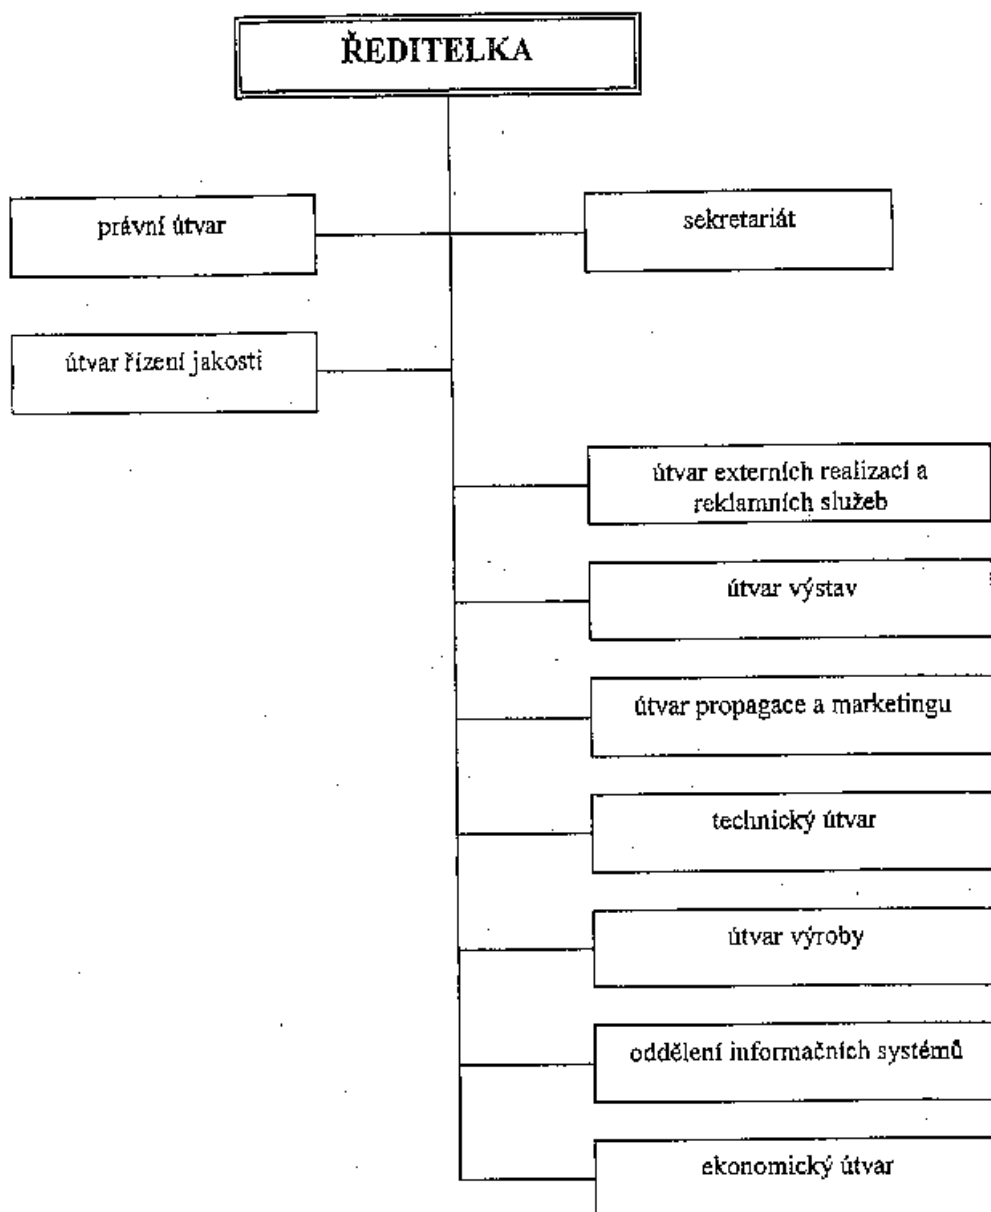 ŘEDITELKA
právní útvar
sekretariát
útvar řízení jakosti
útvar externích realizací a
reklamních služeb
útvar výstav
útvar propagace a marketingu
technický útvar
útvar výroby
oddělení informačních systémů
ekonomický útvar